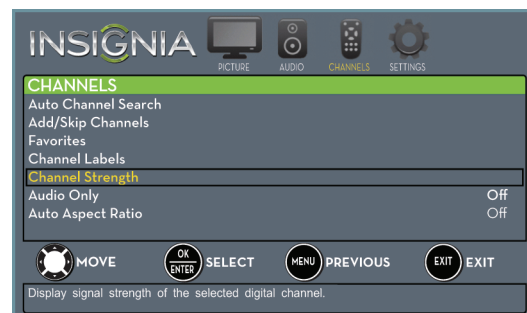 INSIGNIA
PICTURE AUDIO CHANNELS SETTINGS
CHANNELS
Auto Channel Search
Add/Skip Channels
Favorites
Channel Labels
Channel Strength
Audio Only Off
Auto Aspect Ratio Off
MOVE OK ENTER SELECT MENU PREVIOUS EXIT EXIT
Display signal strength of the selected digital channel.